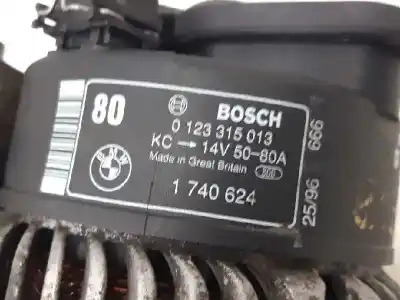 80
BOSCH
0 123 315 013
KC → 14V 50-80A
Made in Great Britain
1 740 624
25/96 666
BMW